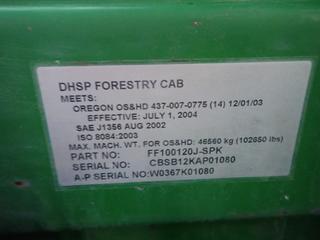 DHSP FORESTRY CAB
MEETS:
OREGON OS&HD 437-007-0775 (14) 12/01/03
EFFECTIVE: JULY 1, 2004
SAE J1356 AUG 2002
ISO 8084:2003
MAX. MACH. WT. FOR OS&HD: 46560 kg (102650 lbs)
PART NO: FF100120J-SPK
SERIAL NO: CBSB12KAP01080
A-P SERIAL NO: W0367K01080